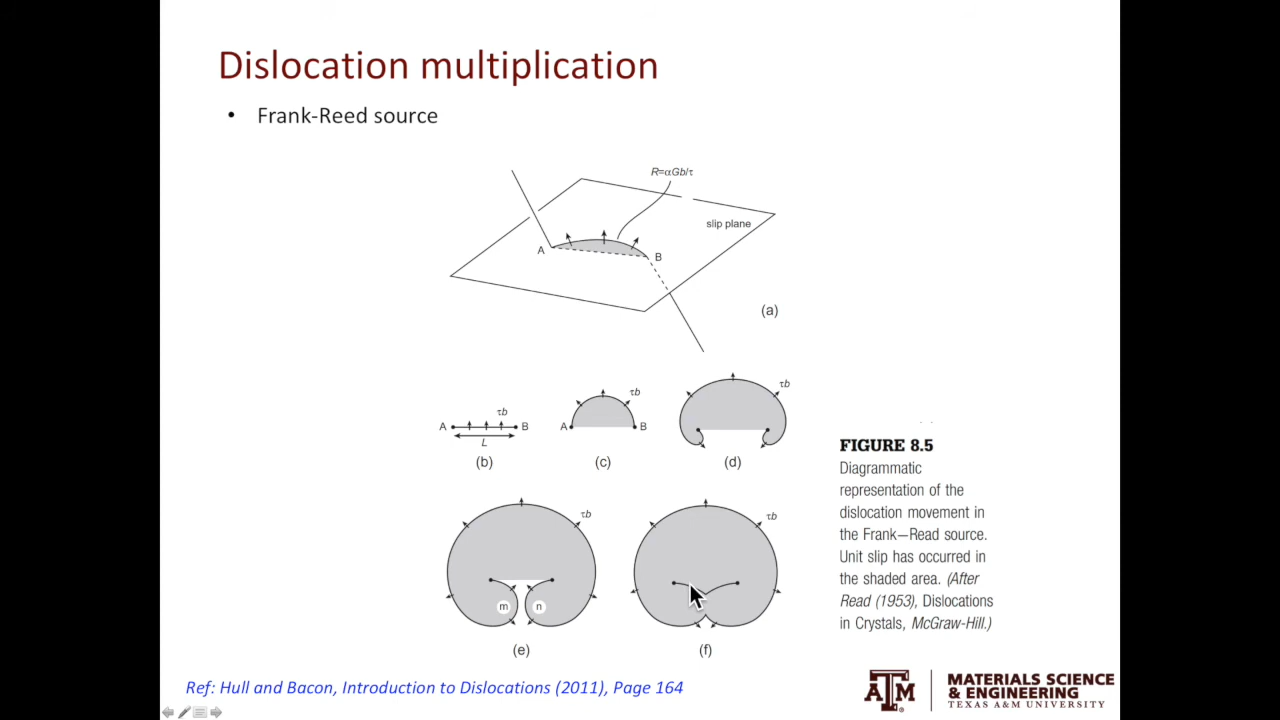 Dislocation multiplication
• Frank-Reed source
R=αGb/τ
slip plane
A
B
(a)
τb
A
B
L
(b)
τb
A
B
(c)
τb
(d)
τb
m
n
(e)
τb
(f)
FIGURE 8.5
Diagrammatic
representation of the
dislocation movement in
the Frank—Read source.
Unit slip has occurred in
the shaded area. (After
Read (1953), Dislocations
in Crystals, McGraw-Hill.)
Ref: Hull and Bacon, Introduction to Dislocations (2011), Page 164
ATM
MATERIALS SCIENCE
& ENGINEERING
TEXAS A&M UNIVERSITY